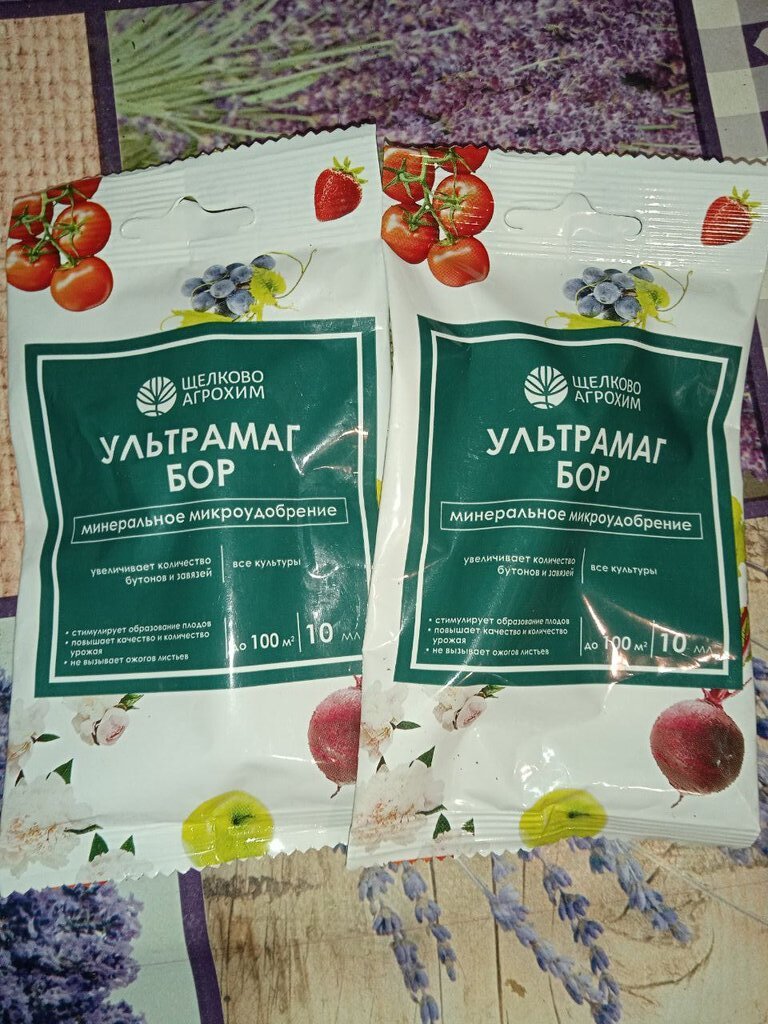 ЩЕЛКОВО
АГРОХИМ
УЛЬТРАМАГ
БОР
минеральное микроудобрение
увеличивает количество
бутонов и завязей
все культуры
• стимулирует образование плодов
• повышает качество и количество
урожая
• не вызывает ожогов листьев
до 100 м²
10 мл
ЩЕЛКОВО
АГРОХИМ
УЛЬТРАМАГ
БОР
минеральное микроудобрение
увеличивает количество
бутонов и завязей
все культуры
• стимулирует образование плодов
• повышает качество и количество
урожая
• не вызывает ожогов листьев
до 100 м²
10 мл